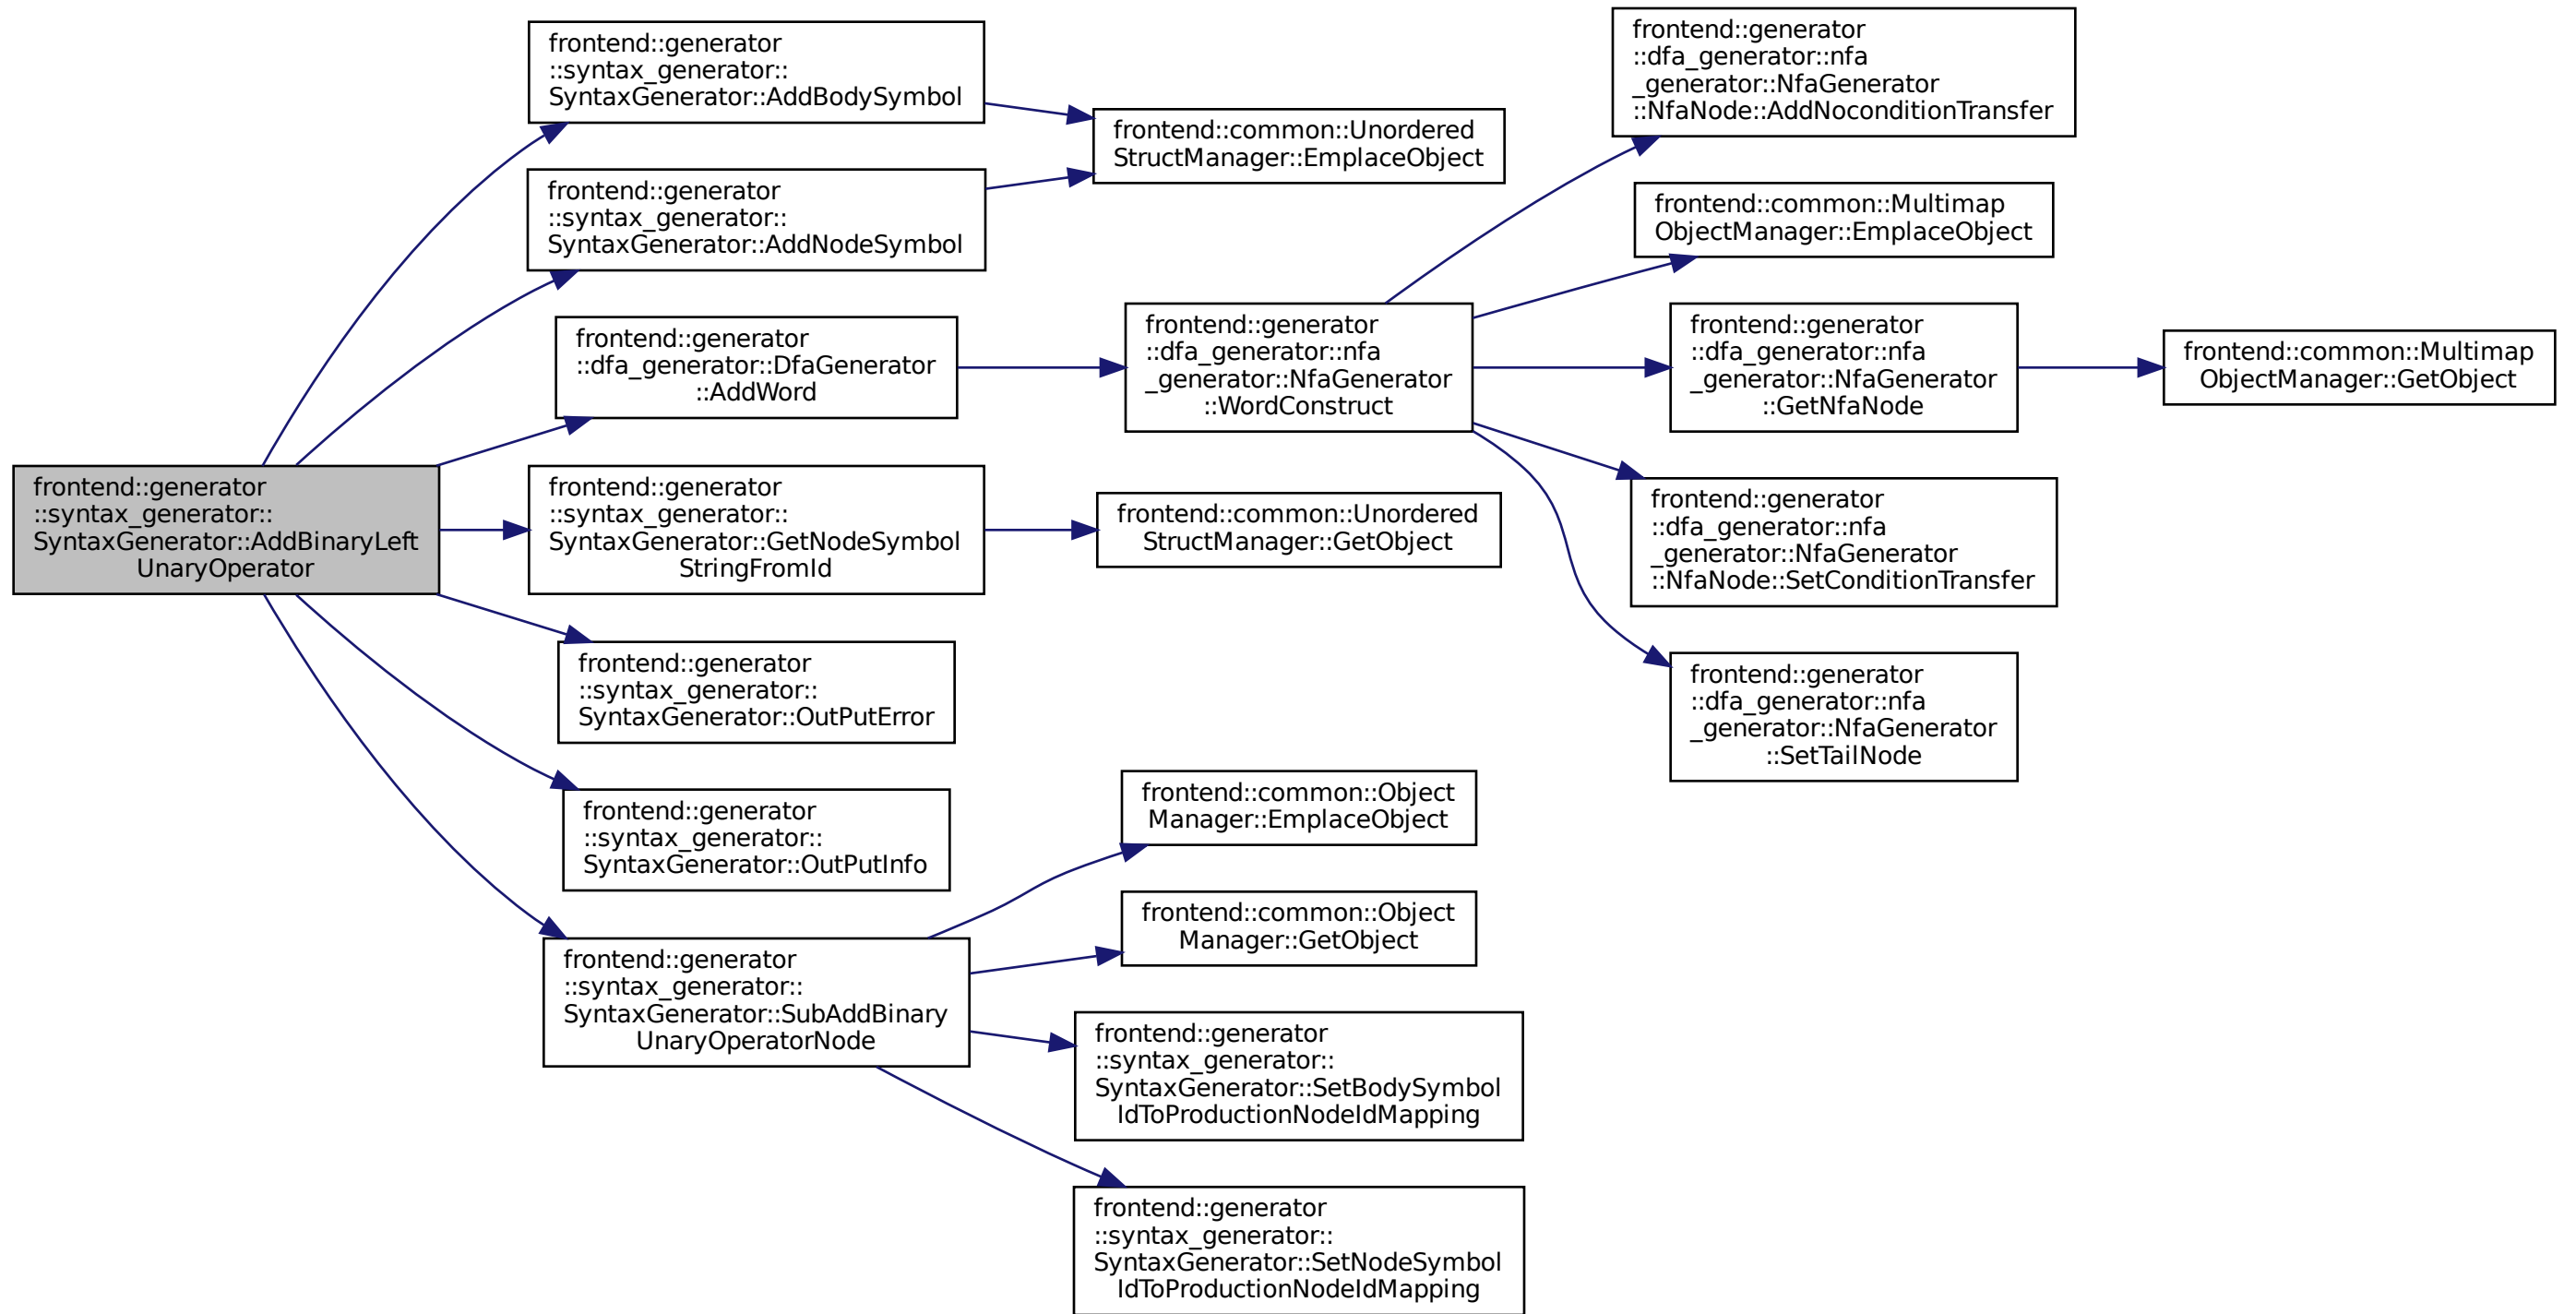 frontend::generator
::syntax_generator::
SyntaxGenerator::AddBinaryLeft
UnaryOperator
frontend::generator
::syntax_generator::
SyntaxGenerator::AddBodySymbol
frontend::generator
::syntax_generator::
SyntaxGenerator::AddNodeSymbol
frontend::generator
::dfa_generator::DfaGenerator
::AddWord
frontend::generator
::syntax_generator::
SyntaxGenerator::GetNodeSymbol
StringFromId
frontend::generator
::syntax_generator::
SyntaxGenerator::OutPutError
frontend::generator
::syntax_generator::
SyntaxGenerator::OutPutInfo
frontend::generator
::syntax_generator::
SyntaxGenerator::SubAddBinary
UnaryOperatorNode
frontend::common::Unordered
StructManager::EmplaceObject
frontend::generator
::dfa_generator::nfa
_generator::NfaGenerator
::WordConstruct
frontend::common::Unordered
StructManager::GetObject
frontend::common::Object
Manager::EmplaceObject
frontend::common::Object
Manager::GetObject
frontend::generator
::syntax_generator::
SyntaxGenerator::SetBodySymbol
IdToProductionNodeIdMapping
frontend::generator
::syntax_generator::
SyntaxGenerator::SetNodeSymbol
IdToProductionNodeIdMapping
frontend::generator
::dfa_generator::nfa
_generator::NfaGenerator
::NfaNode::AddNoconditionTransfer
frontend::common::Multimap
ObjectManager::EmplaceObject
frontend::generator
::dfa_generator::nfa
_generator::NfaGenerator
::GetNfaNode
frontend::generator
::dfa_generator::nfa
_generator::NfaGenerator
::NfaNode::SetConditionTransfer
frontend::generator
::dfa_generator::nfa
_generator::NfaGenerator
::SetTailNode
frontend::common::Multimap
ObjectManager::GetObject